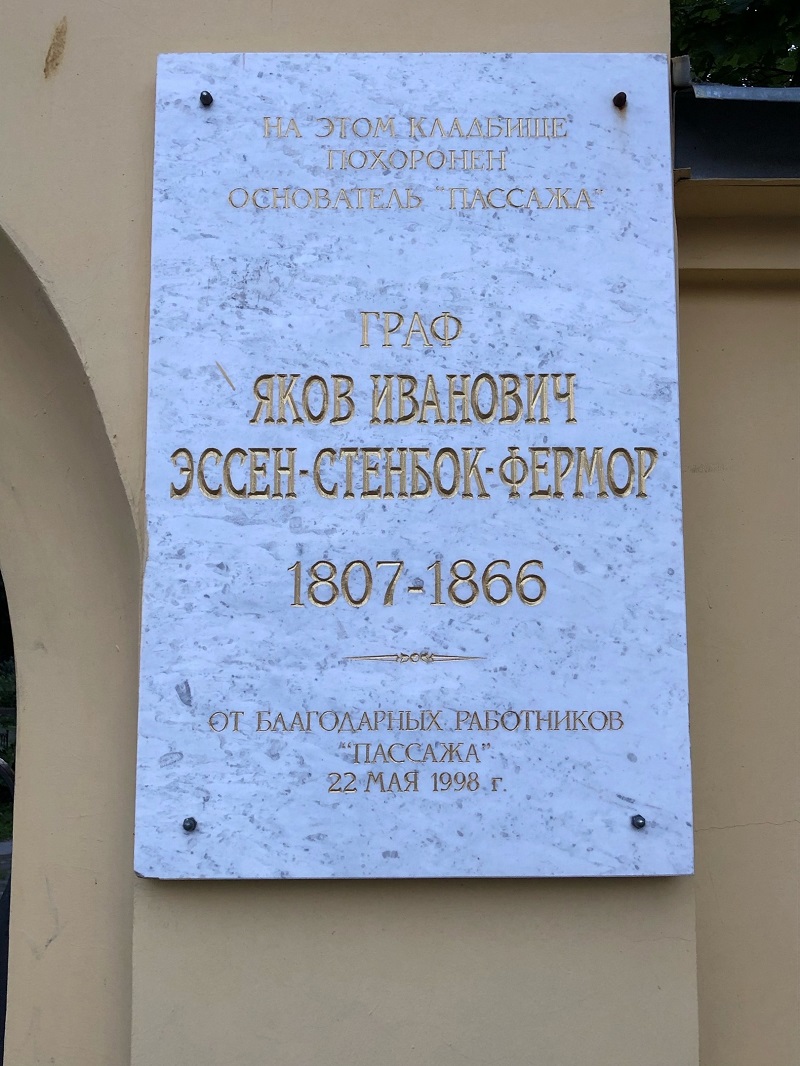 НА ЭТОМ КЛАДБИЩЕ
ПОХОРОНЕН
ОСНОВАТЕЛЬ "ПАССАЖА"
ГРАФ
ЯКОВ ИВАНОВИЧ
ЭССЕН-СТЕНБОК-ФЕРМОР
1807-1866
ОТ БЛАГОДАРНЫХ РАБОТНИКОВ
"ПАССАЖА"
22 МАЯ 1998 г.